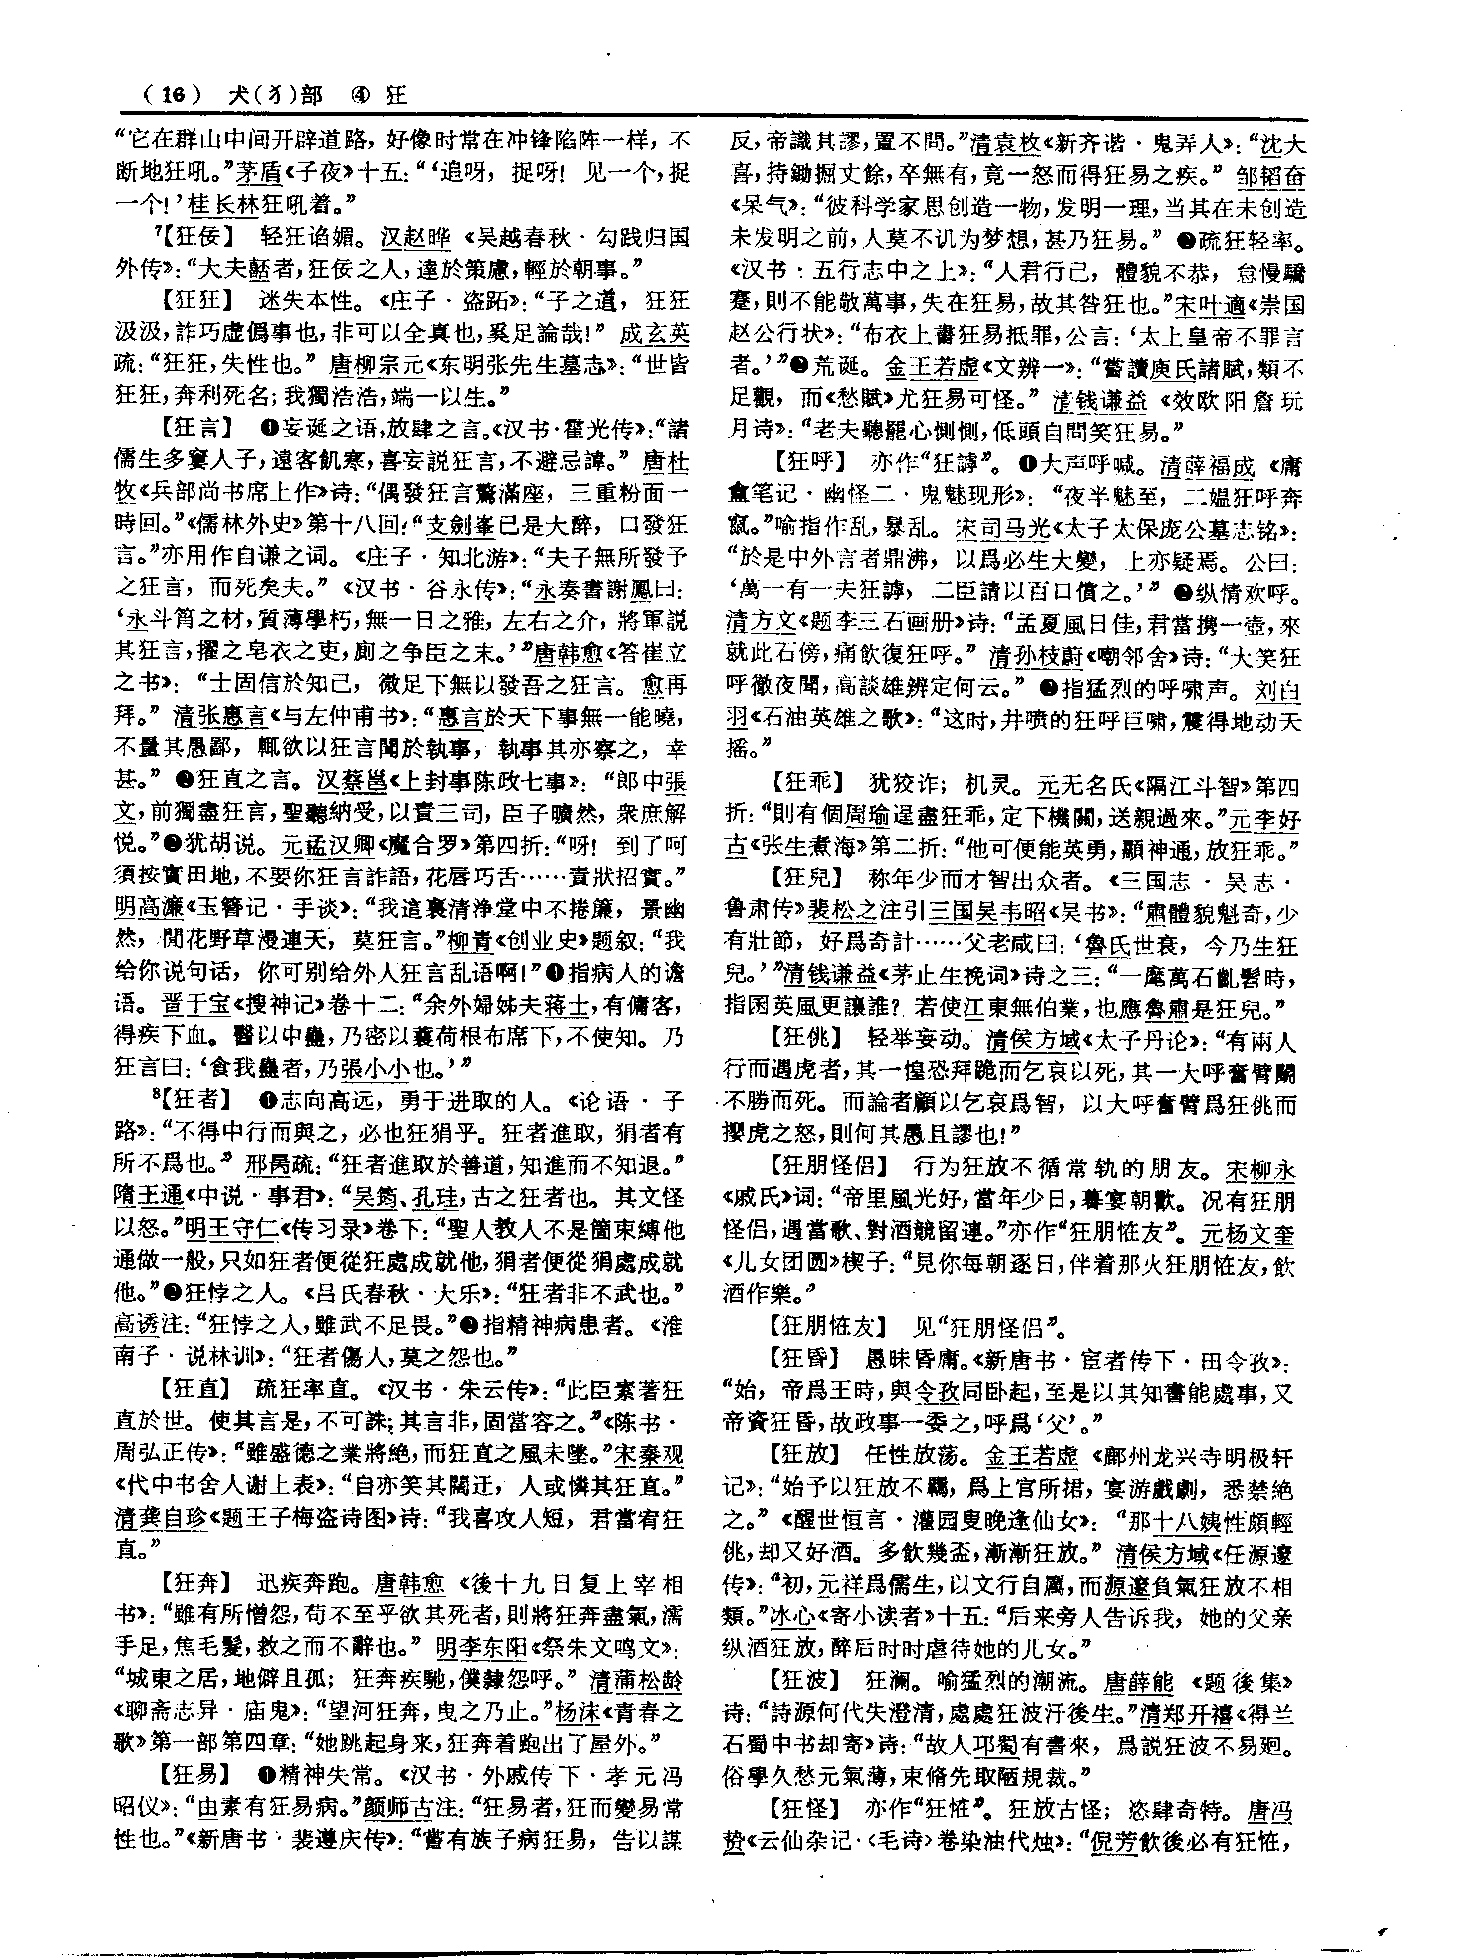 （16） 犬(犭)部 ④ 狂
“它在群山中间开辟道路，好像时常在冲锋陷阵一样，不
断地狂吼。”茅盾《子夜》十五：“‘追呀，捉呀！见一个，捉
一个！’桂长林狂吼着。”
⁷【狂佞】 轻狂谄媚。汉赵晔《吴越春秋·勾践归国
外传》：“大夫嚭者，狂佞之人，達於策慮，輕於朝事。”
【狂狂】 迷失本性。《庄子·盗跖》：“子之道，狂狂
汲汲，詐巧虚僞事也，非可以全真也，奚足論哉！”成玄英
疏：“狂狂，失性也。”唐柳宗元《东明张先生墓志》：“世皆
狂狂，奔利死名；我獨浩浩，端一以生。”
【狂言】 ❶妄诞之语，放肆之言。《汉书·霍光传》：“諸
儒生多窶人子，遠客飢寒，喜妄説狂言，不避忌諱。”唐杜
牧《兵部尚书席上作》诗：“偶發狂言驚滿座，三重粉面一
時回。”《儒林外史》第十八回：“支劍峯已是大醉，口發狂
言。”亦用作自谦之词。《庄子·知北游》：“夫子無所發予
之狂言，而死矣夫。”《汉书·谷永传》：“永奏書謝鳳曰：
‘永斗筲之材，質薄學朽，無一日之雅，左右之介，將軍説
其狂言，擢之皂衣之吏，廁之争臣之末。’”唐韩愈《答崔立
之书》：“士固信於知己，微足下無以發吾之狂言。愈再
拜。”清张惠言《与左仲甫书》：“惠言於天下事無一能曉，
不量其愚鄙，輒欲以狂言聞於執事，執事其亦察之，幸
甚。”❷狂直之言。汉蔡邕《上封事陈政七事》：“郎中張
文，前獨盡狂言，聖聽納受，以責三司，臣子曠然，衆庶解
悦。”❸犹胡说。元孟汉卿《魔合罗》第四折：“呀！到了呵
須按實田地，不要你狂言詐語，花唇巧舌……責狀招實。”
明高濂《玉簪记·手谈》：“我這裏清浄堂中不捲簾，景幽
然，閑花野草漫連天，莫狂言。”柳青《创业史》题叙：“我
给你说句话，你可别给外人狂言乱语啊！”❹指病人的谵
语。晋干宝《搜神记》卷十二：“余外婦姊夫蒋士，有傭客，
得疾下血。醫以中蠱，乃密以蘘荷根布席下，不使知。乃
狂言曰：‘食我蠱者，乃張小小也。’”
⁸【狂者】 ❶志向高远，勇于进取的人。《论语·子
路》：“不得中行而與之，必也狂狷乎。狂者進取，狷者有
所不爲也。”邢昺疏：“狂者進取於善道，知進而不知退。”
隋王通《中说·事君》：“吴筠、孔珪，古之狂者也。其文怪
以怒。”明王守仁《传习录》卷下：“聖人教人不是箇束縛他
通做一般，只如狂者便從狂處成就他，狷者便從狷處成就
他。”❷狂悖之人。《吕氏春秋·大乐》：“狂者非不武也。”
高诱注：“狂悖之人，雖武不足畏。”❸指精神病患者。《淮
南子·说林训》：“狂者傷人，莫之怨也。”
【狂直】 疏狂率直。《汉书·朱云传》：“此臣素著狂
直於世。使其言是，不可誅；其言非，固當容之。”《陈书·
周弘正传》：“雖盛德之業將絶，而狂直之風未墜。”宋秦观
《代中书舍人谢上表》：“自亦笑其闊迂，人或憐其狂直。”
清龚自珍《题王子梅盗诗图》诗：“我喜攻人短，君當宥狂
直。”
【狂奔】 迅疾奔跑。唐韩愈《後十九日复上宰相
书》：“雖有所憎怨，苟不至乎欲其死者，則將狂奔盡氣，濡
手足，焦毛髮，救之而不辭也。”明李东阳《祭朱文鸣文》：
“城東之居，地僻且孤；狂奔疾馳，僕隸怨呼。”清蒲松龄
《聊斋志异·庙鬼》：“望河狂奔，曳之乃止。”杨沫《青春之
歌》第一部第四章：“她跳起身来，狂奔着跑出了屋外。”
【狂易】 ❶精神失常。《汉书·外戚传下·孝元冯
昭仪》：“由素有狂易病。”颜师古注：“狂易者，狂而變易常
性也。”《新唐书·裴遵庆传》：“嘗有族子病狂易，告以謀
反，帝識其謬，置不問。”清袁枚《新齐谐·鬼弄人》：“沈大
喜，持鋤掘丈餘，卒無有，竟一怒而得狂易之疾。”邹韬奋
《呆气》：“彼科学家思创造一物，发明一理，当其在未创造
未发明之前，人莫不讥为梦想，甚乃狂易。”❷疏狂轻率。
《汉书：五行志中之上》：“人君行己，體貌不恭，怠慢驕
蹇，則不能敬萬事，失在狂易，故其咎狂也。”宋叶適《崇国
赵公行状》：“布衣上書狂易抵罪，公言：‘太上皇帝不罪言
者。’”❸荒诞。金王若虚《文辨一》：“嘗讀庾氏諸賦，類不
足觀，而《愁賦》尤狂易可怪。”清钱谦益《效欧阳詹玩
月诗》：“老夫聽罷心惻惻，低頭自問笑狂易。”
【狂呼】 亦作“狂謼”。❶大声呼喊。清薛福成《庸
盦笔记·幽怪二·鬼魅现形》：“夜半魅至，二媪狂呼奔
竄。”喻指作乱，暴乱。宋司马光《太子太保庞公墓志铭》：
“於是中外言者鼎沸，以爲必生大變，上亦疑焉。公曰：
‘萬一有一夫狂謼，二臣請以百口償之。’”❷纵情欢呼。
清方文《题李三石画册》诗：“孟夏風日佳，君當携一壺，來
就此石傍，痛飲復狂呼。”清孙枝蔚《嘲邻舍》诗：“大笑狂
呼徹夜聞，高談雄辨定何云。”❸指猛烈的呼啸声。刘白
羽《石油英雄之歌》：“这时，井喷的狂呼巨啸，震得地动天
摇。”
【狂乖】 犹狡诈；机灵。元无名氏《隔江斗智》第四
折：“則有個周瑜逞盡狂乖，定下機關，送親過來。”元李好
古《张生煮海》第二折：“他可便能英勇，顯神通，放狂乖。”
【狂兒】 称年少而才智出众者。《三国志·吴志·
鲁肃传》裴松之注引三国吴韦昭《吴书》：“肅體貌魁奇，少
有壯節，好爲奇計……父老咸曰：‘魯氏世衰，今乃生狂
兒。’”清钱谦益《茅止生挽词》诗之三：“一麾萬石齓髫時，
指囷英風更讓誰？若使江東無伯業，也應魯肅是狂兒。”
【狂佻】 轻举妄动。清侯方域《太子丹论》：“有兩人
行而遇虎者，其一惶恐拜跪而乞哀以死，其一大呼奮臂鬭
不勝而死。而論者顧以乞哀爲智，以大呼奮臂爲狂佻而
攖虎之怒，則何其愚且謬也！”
【狂朋怪侣】 行为狂放不循常轨的朋友。宋柳永
《戚氏》词：“帝里風光好，當年少日，暮宴朝歡。况有狂朋
怪侣，遇當歌、對酒競留連。”亦作“狂朋恠友”。元杨文奎
《儿女团圆》楔子：“見你每朝逐日，伴着那火狂朋恠友，飲
酒作樂。”
【狂朋恠友】 见“狂朋怪侣”。
【狂昏】 愚昧昏庸。《新唐书·宦者传下·田令孜》：
“始，帝爲王時，與令孜同卧起，至是以其知書能處事，又
帝資狂昏，故政事一委之，呼爲‘父’。”
【狂放】 任性放荡。金王若虚《鄜州龙兴寺明极轩
记》：“始予以狂放不羈，爲上官所捃，宴游戲劇，悉禁絶
之。”《醒世恒言·灌园叟晚逢仙女》：“那十八姨性頗輕
佻，却又好酒。多飲幾盃，漸漸狂放。”清侯方域《任源邃
传》：“初，元祥爲儒生，以文行自厲，而源邃負氣狂放不相
類。”冰心《寄小读者》十五：“后来旁人告诉我，她的父亲
纵酒狂放，醉后时时虐待她的儿女。”
【狂波】 狂澜。喻猛烈的潮流。唐薛能《题後集》
诗：“詩源何代失澄清，處處狂波汙後生。”清郑开禧《得兰
石蜀中书却寄》诗：“故人邛蜀有書來，爲説狂波不易迴。
俗學久愁元氣薄，束脩先取陋規裁。”
【狂怪】 亦作“狂恠”。狂放古怪；恣肆奇特。唐冯
贽《云仙杂记·〈毛诗〉卷染油代烛》：“倪芳飲後必有狂恠，